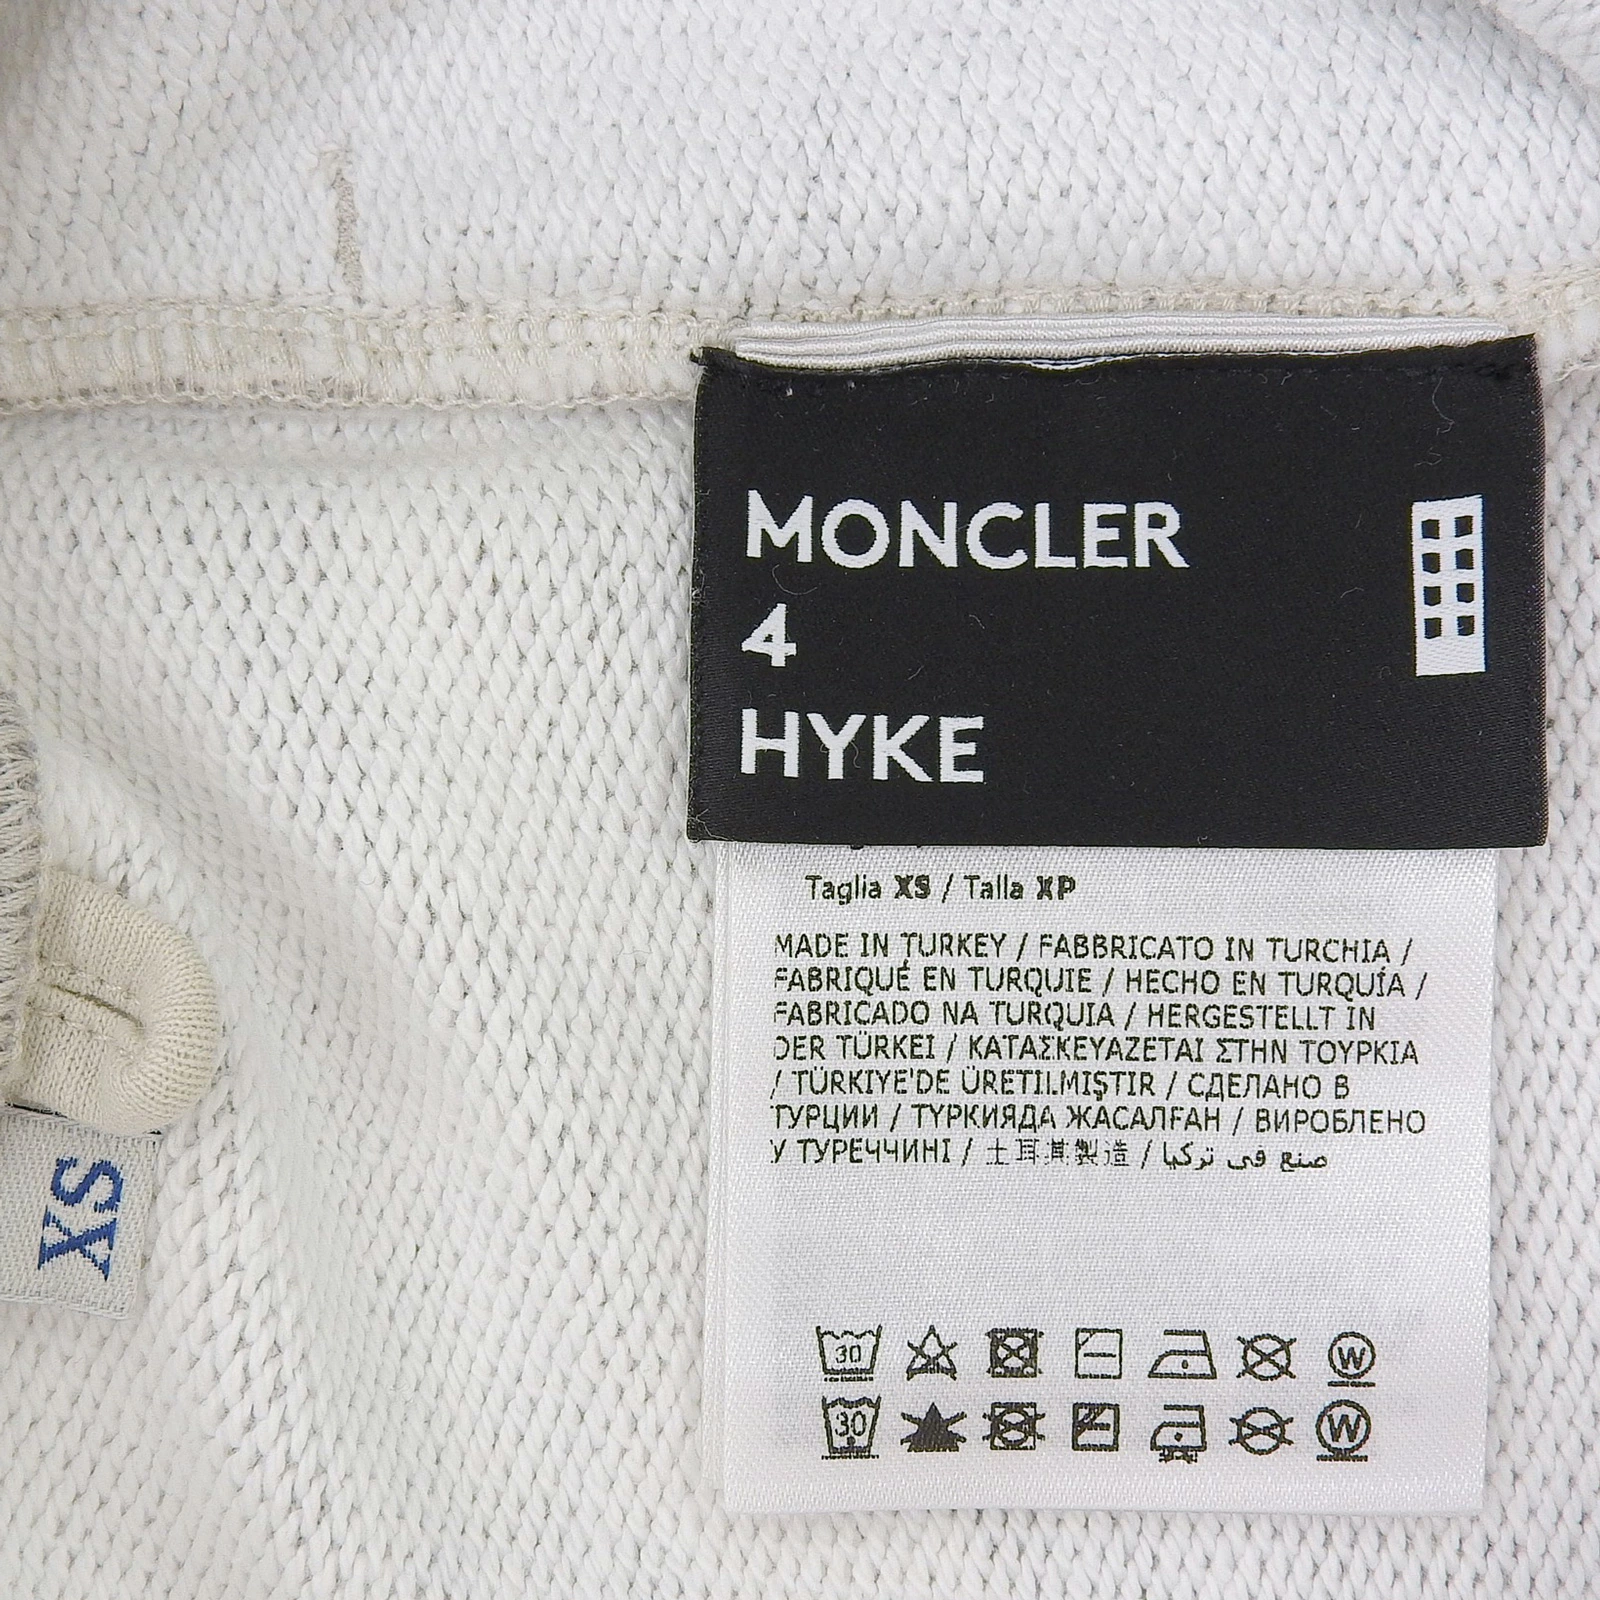 MONCLER
4
HYKE
Taglia XS / Talla XP
MADE IN TURKEY / FABBRICATO IN TURCHIA /
FABRIQUÉ EN TURQUIE / HECHO EN TURQUÍA /
FABRICADO NA TURQUIA / HERGESTELLT IN
DER TÜRKEI / ΚΑΤΑΣΚΕΥΑΖΕΤΑΙ ΣΤΗΝ ΤΟΥΡΚΙΑ
/ TÜRKIYE'DE ÜRETILMIŞTIR / СДЕЛАНО В
ТУРЦИИ / ТҮРКИЯДА ЖАСАЛҒАН / ВИРОБЛЕНО
У ТУРЕЧЧИНІ / 土耳其製造 / صنع في تركيا
30 W
30 W
XS